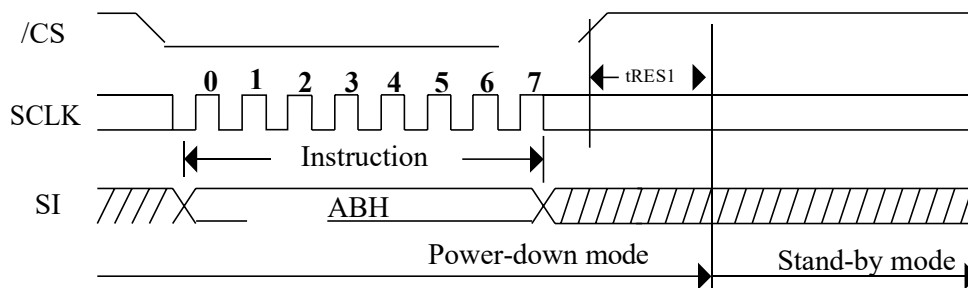 /CS
tRES1
0 1 2 3 4 5 6 7
SCLK
Instruction
SI
ABH
Power-down mode
Stand-by mode